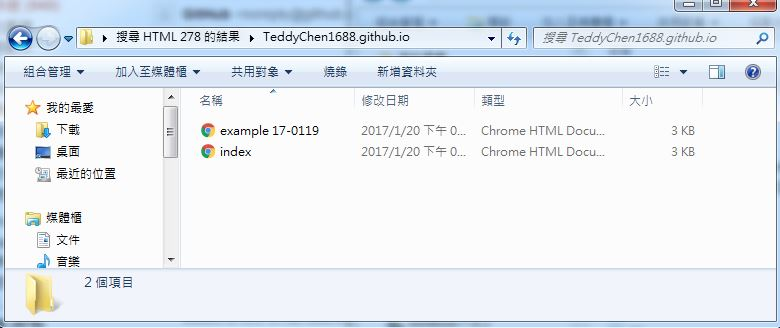 搜尋 HTML 278 的結果 TeddyChen1688.github.io
搜尋 TeddyChen1688.github.io
組合管理 加入至媒體櫃 共用對象 燒錄 新增資料夾
我的最愛
下載
桌面
最近的位置
媒體櫃
文件
音樂
名稱 修改日期 類型 大小
example 17-0119 2017/1/20 下午 0... Chrome HTML Docu... 3 KB
index 2017/1/20 下午 0... Chrome HTML Docu... 3 KB
2 個項目